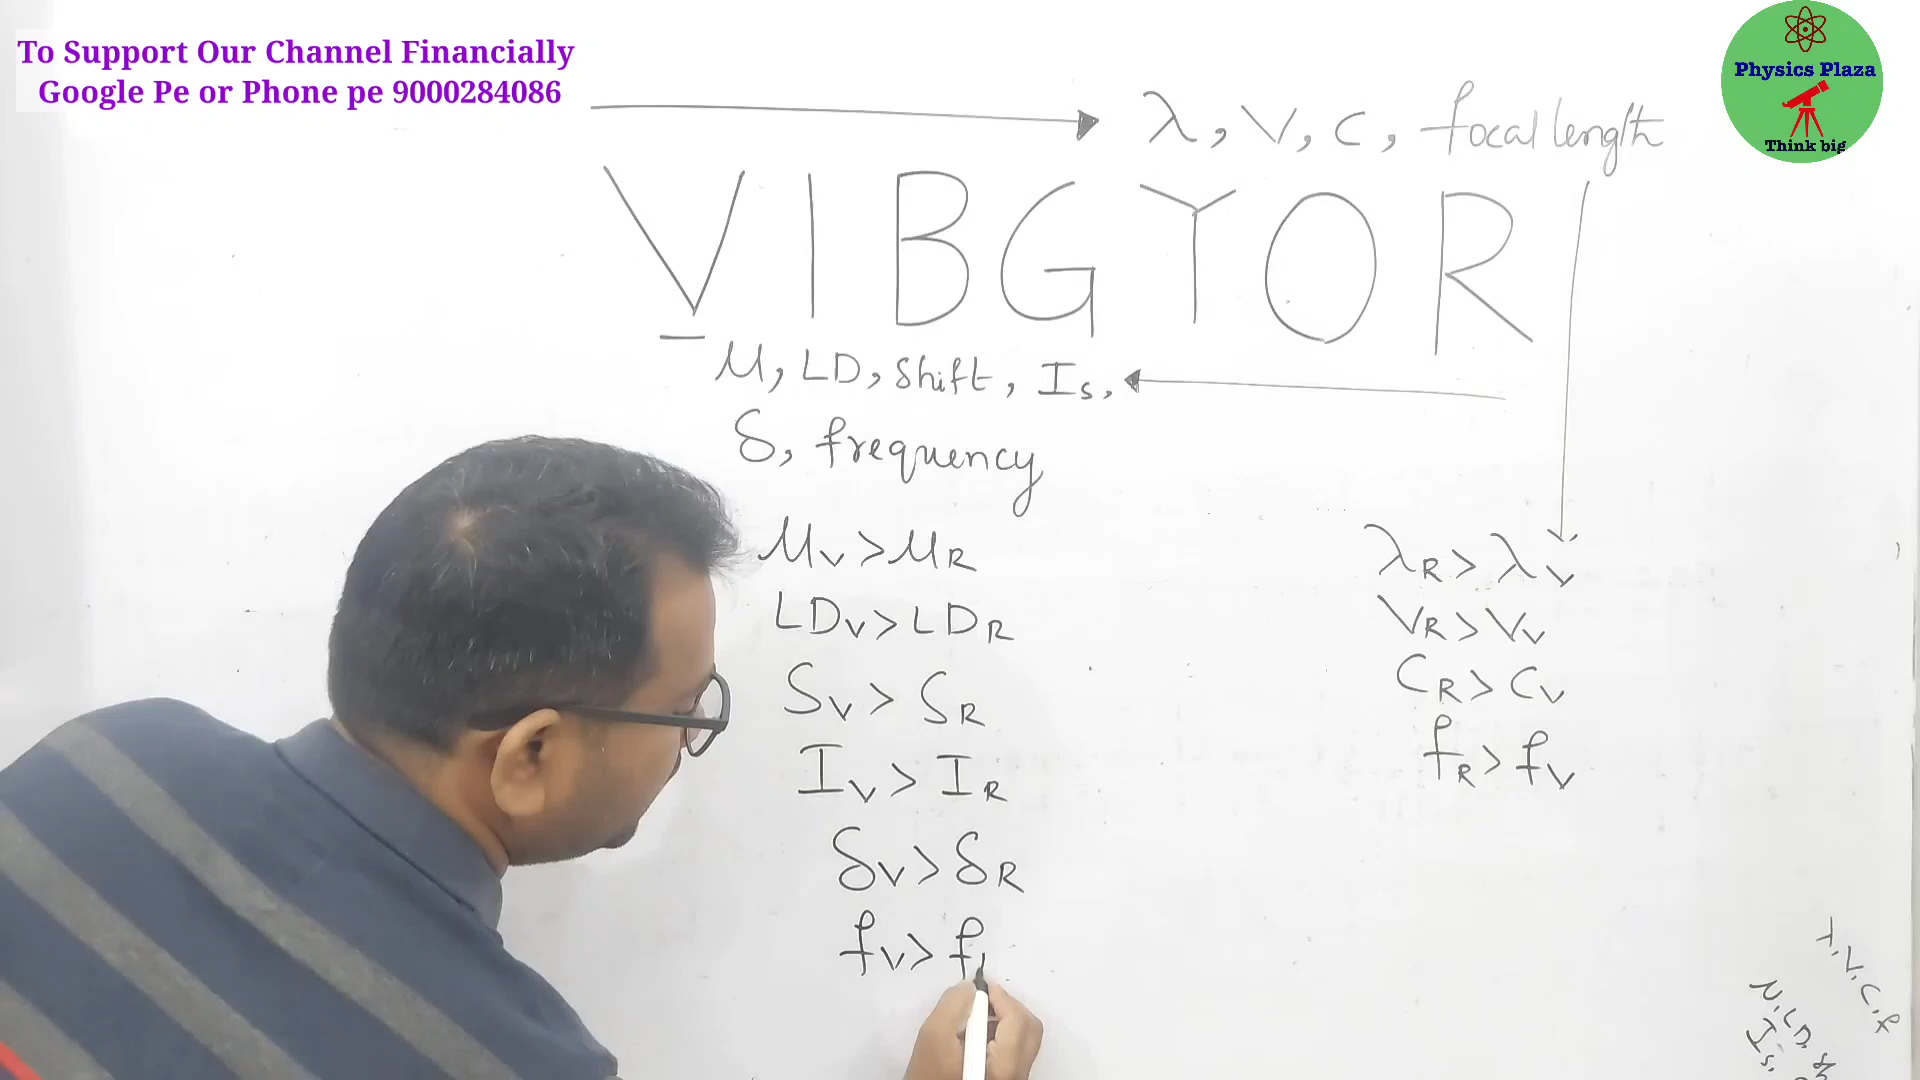 To Support Our Channel Financially
Google Pe or Phone pe 9000284086
Physics Plaza
Think big
λ, V, C, focal length
VIBGYOR
μ, LD, shift, Is,
δ, frequency
μV > μR
LDV > LDR
SV > SR
IV > IR
δV > δR
fV > f
λR > λV
VR > VV
CR > CV
fR > fV